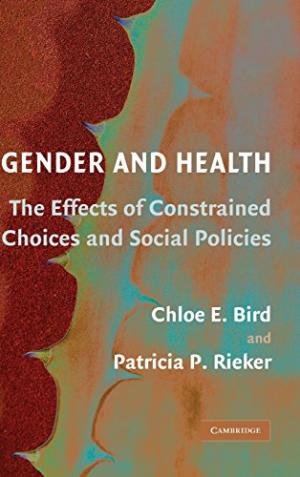 GENDER AND HEALTH
The Effects of Constrained
Choices and Social Policies
Chloe E. Bird
and
Patricia P. Rieker
CAMBRIDGE